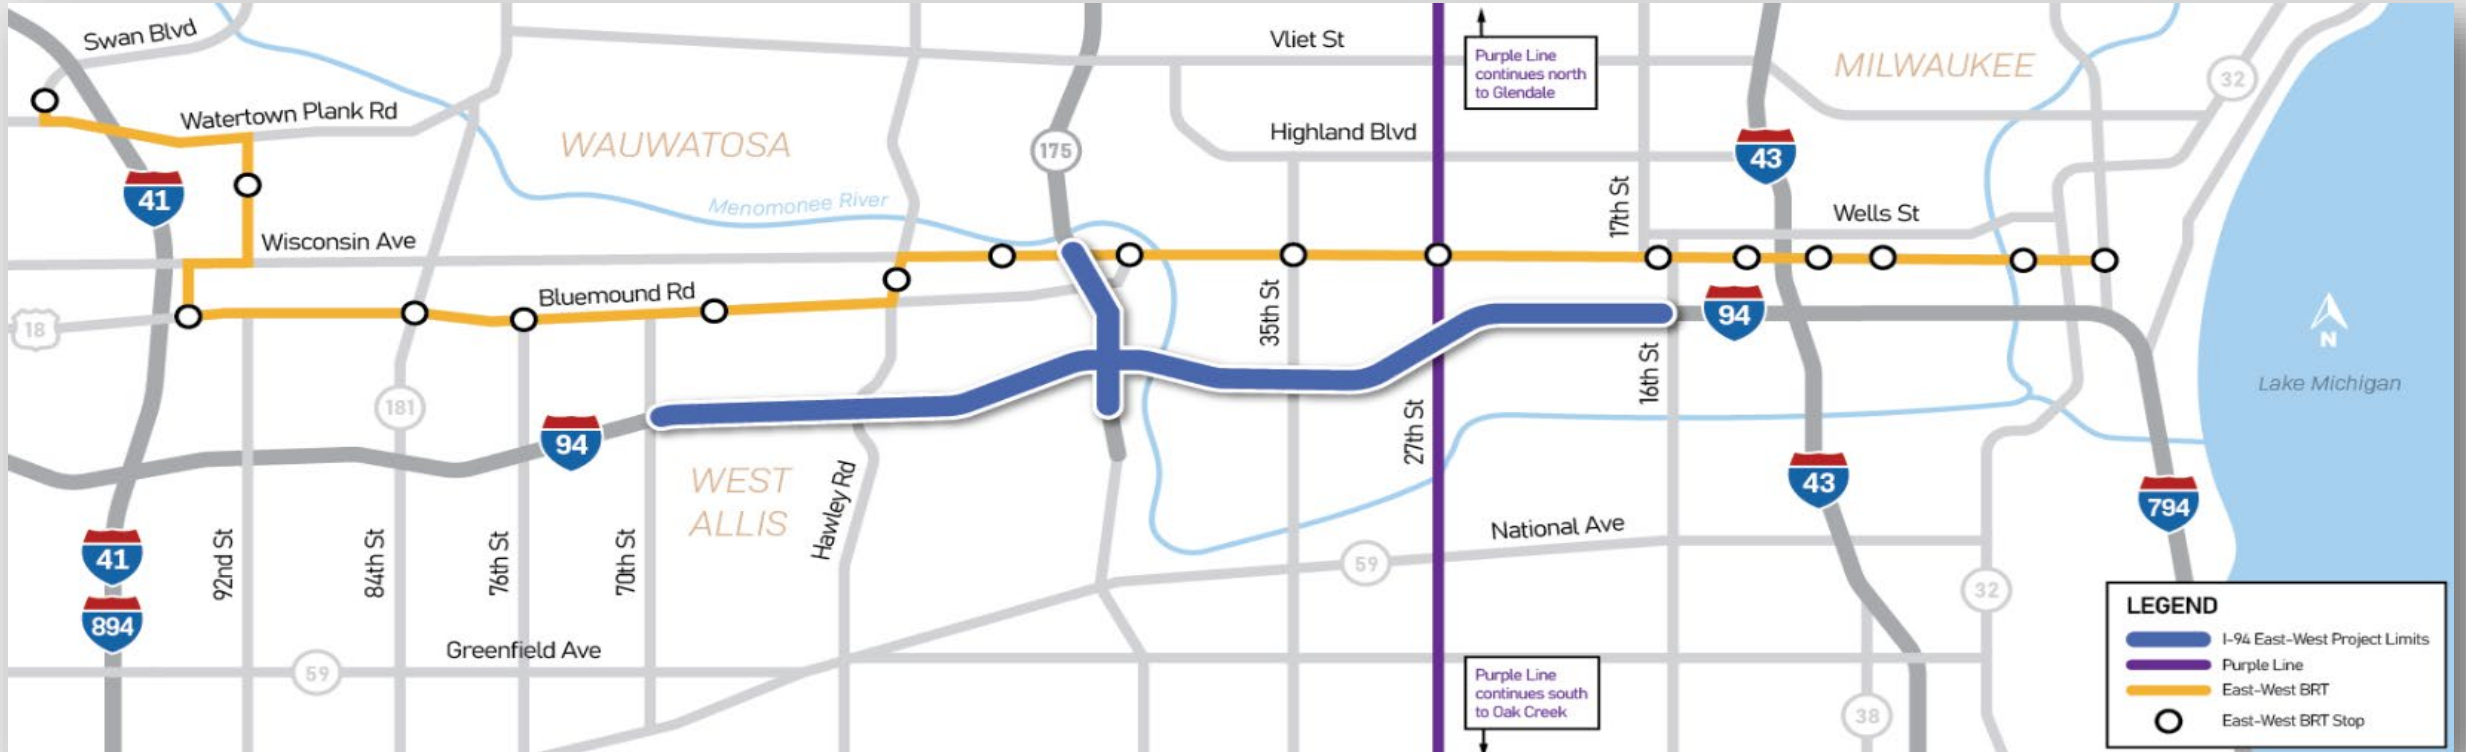 Swan Blvd
Vliet St
Purple Line
continues north
to Glendale
MILWAUKEE
32
Watertown Plank Rd
WAUWATOSA
175
Highland Blvd
43
41
Menomonee River
17th St
Wells St
Wisconsin Ave
18
Bluemound Rd
35th St
94
16th St
N
Lake Michigan
181
94
27th St
WEST
ALLIS
Hawley Rd
43
794
41
92nd St
84th St
76th St
70th St
National Ave
59
32
894
Greenfield Ave
59
Purple Line
continues south
to Oak Creek
38
LEGEND
I-94 East-West Project Limits
Purple Line
East-West BRT
East-West BRT Stop